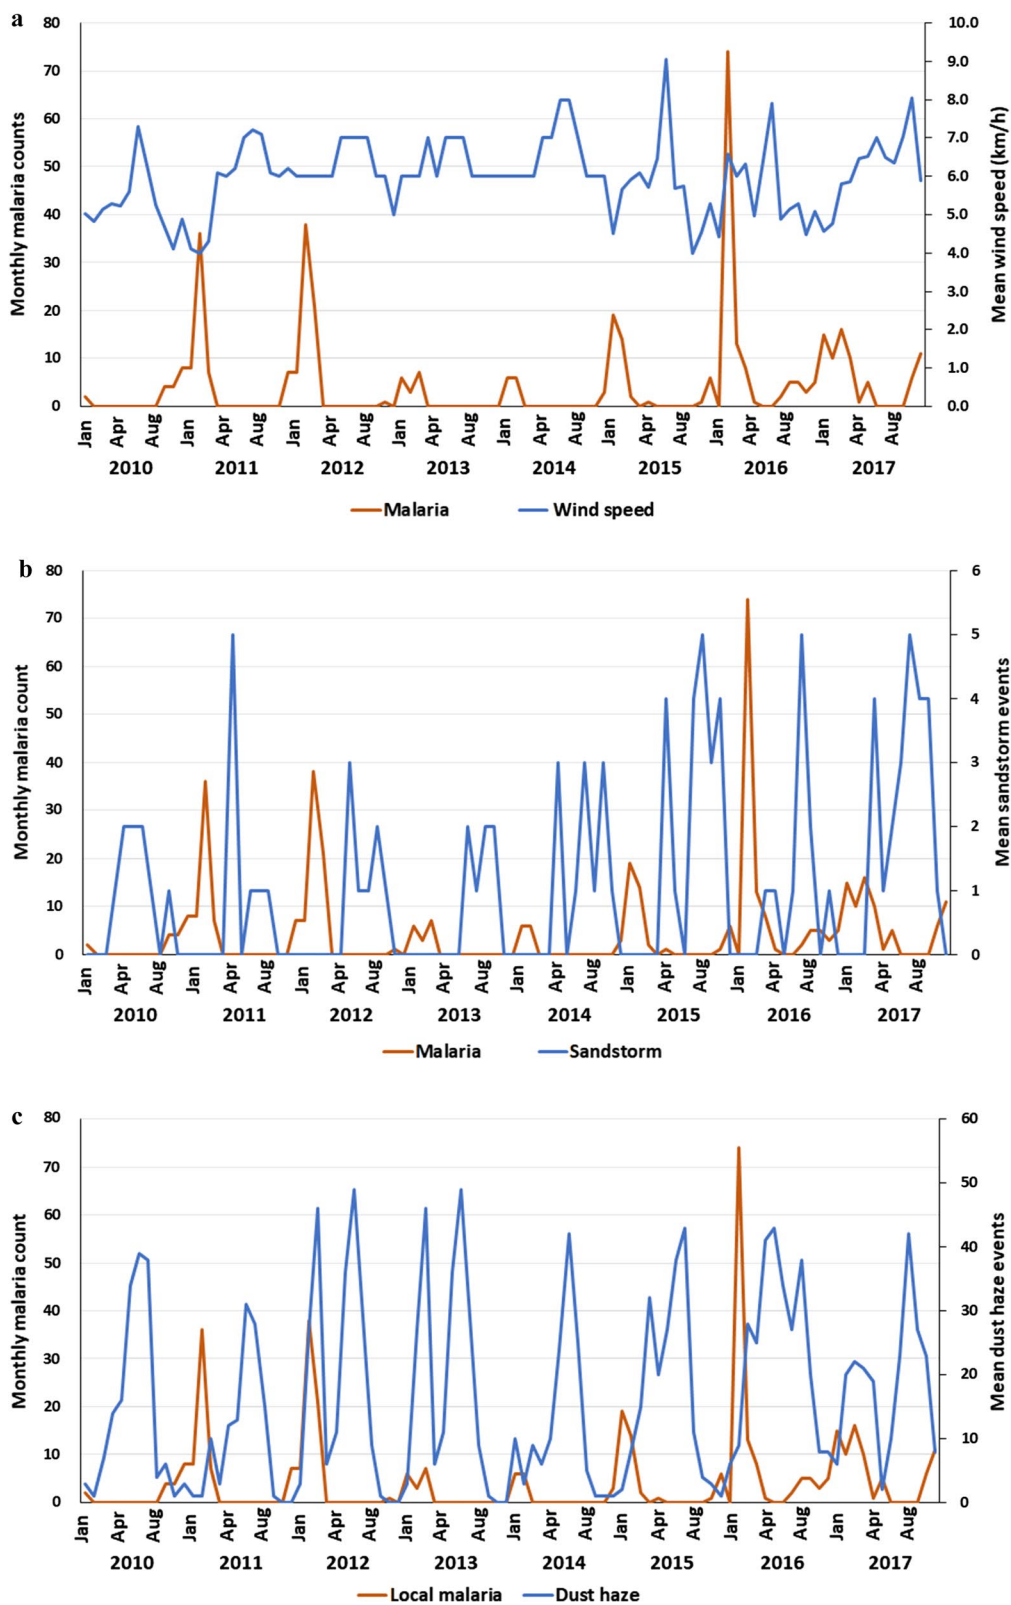 a
80 10.0
70 9.0
60 8.0
50 7.0
40 6.0
30 5.0
20 4.0
10 3.0
0 2.0
1.0
0.0
Monthly malaria counts
Mean wind speed (km/h)
Jan Apr Aug Jan Apr Aug Jan Apr Aug Jan Apr Aug Jan Apr Aug Jan Apr Aug Jan Apr Aug Jan Apr Aug
2010 2011 2012 2013 2014 2015 2016 2017
Malaria Wind speed
b
80 6
70 5
60 4
50 3
40 2
30 1
20 0
10
0
Monthly malaria count
Mean sandstorm events
Jan Apr Aug Jan Apr Aug Jan Apr Aug Jan Apr Aug Jan Apr Aug Jan Apr Aug Jan Apr Aug Jan Apr Aug
2010 2011 2012 2013 2014 2015 2016 2017
Malaria Sandstorm
c
80 60
70 50
60 40
50 30
40 20
30 10
20 0
10
0
Monthly malaria count
Mean dust haze events
Jan Apr Aug Jan Apr Aug Jan Apr Aug Jan Apr Aug Jan Apr Aug Jan Apr Aug Jan Apr Aug Jan Apr Aug
2010 2011 2012 2013 2014 2015 2016 2017
Local malaria Dust haze